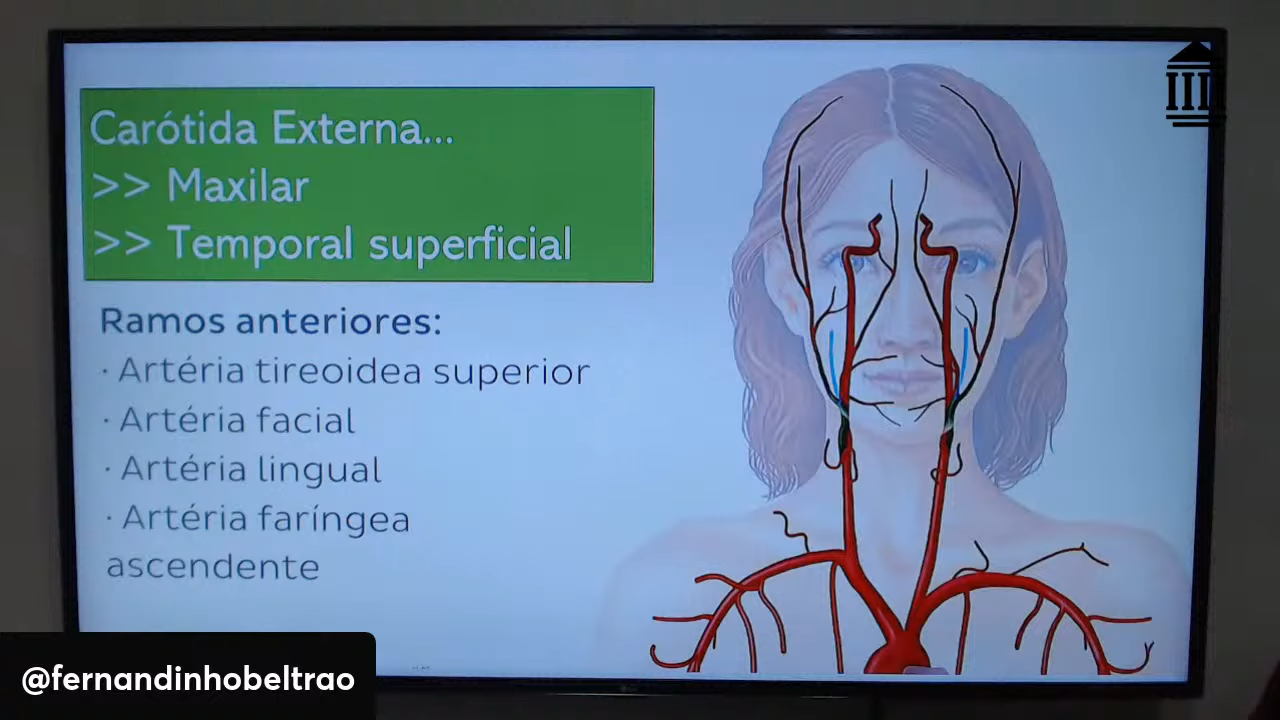 Carótida Externa...
>> Maxilar
>> Temporal superficial
Ramos anteriores:
· Artéria tireoidea superior
· Artéria facial
· Artéria lingual
· Artéria faríngea
ascendente
@fernandinhobeltrao